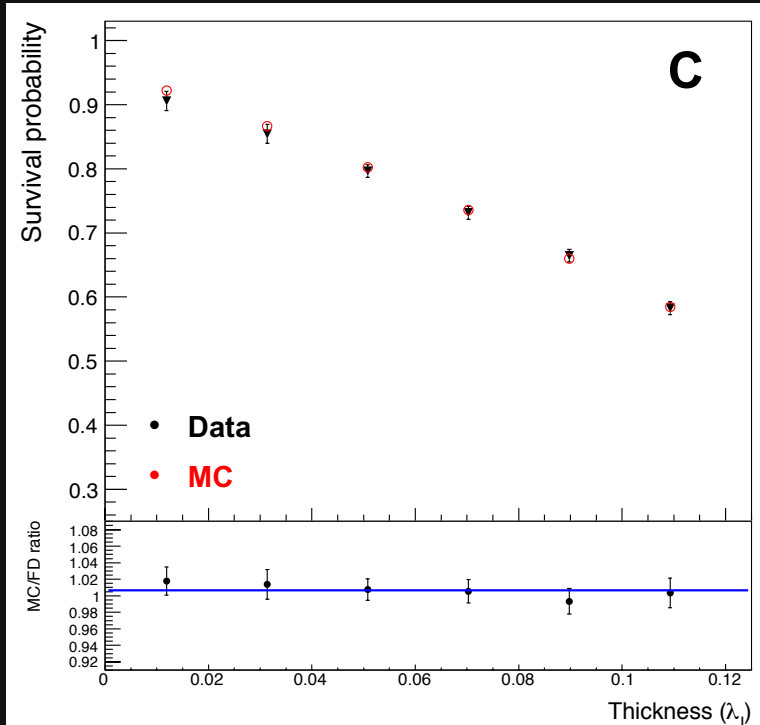 C
Survival probability
1
0.9
0.8
0.7
0.6
0.5
0.4
0.3
Data
MC
MC/FD ratio
1.08
1.06
1.04
1.02
1
0.98
0.96
0.94
0.92
0 0.02 0.04 0.06 0.08 0.1 0.12
Thickness (λ_I)